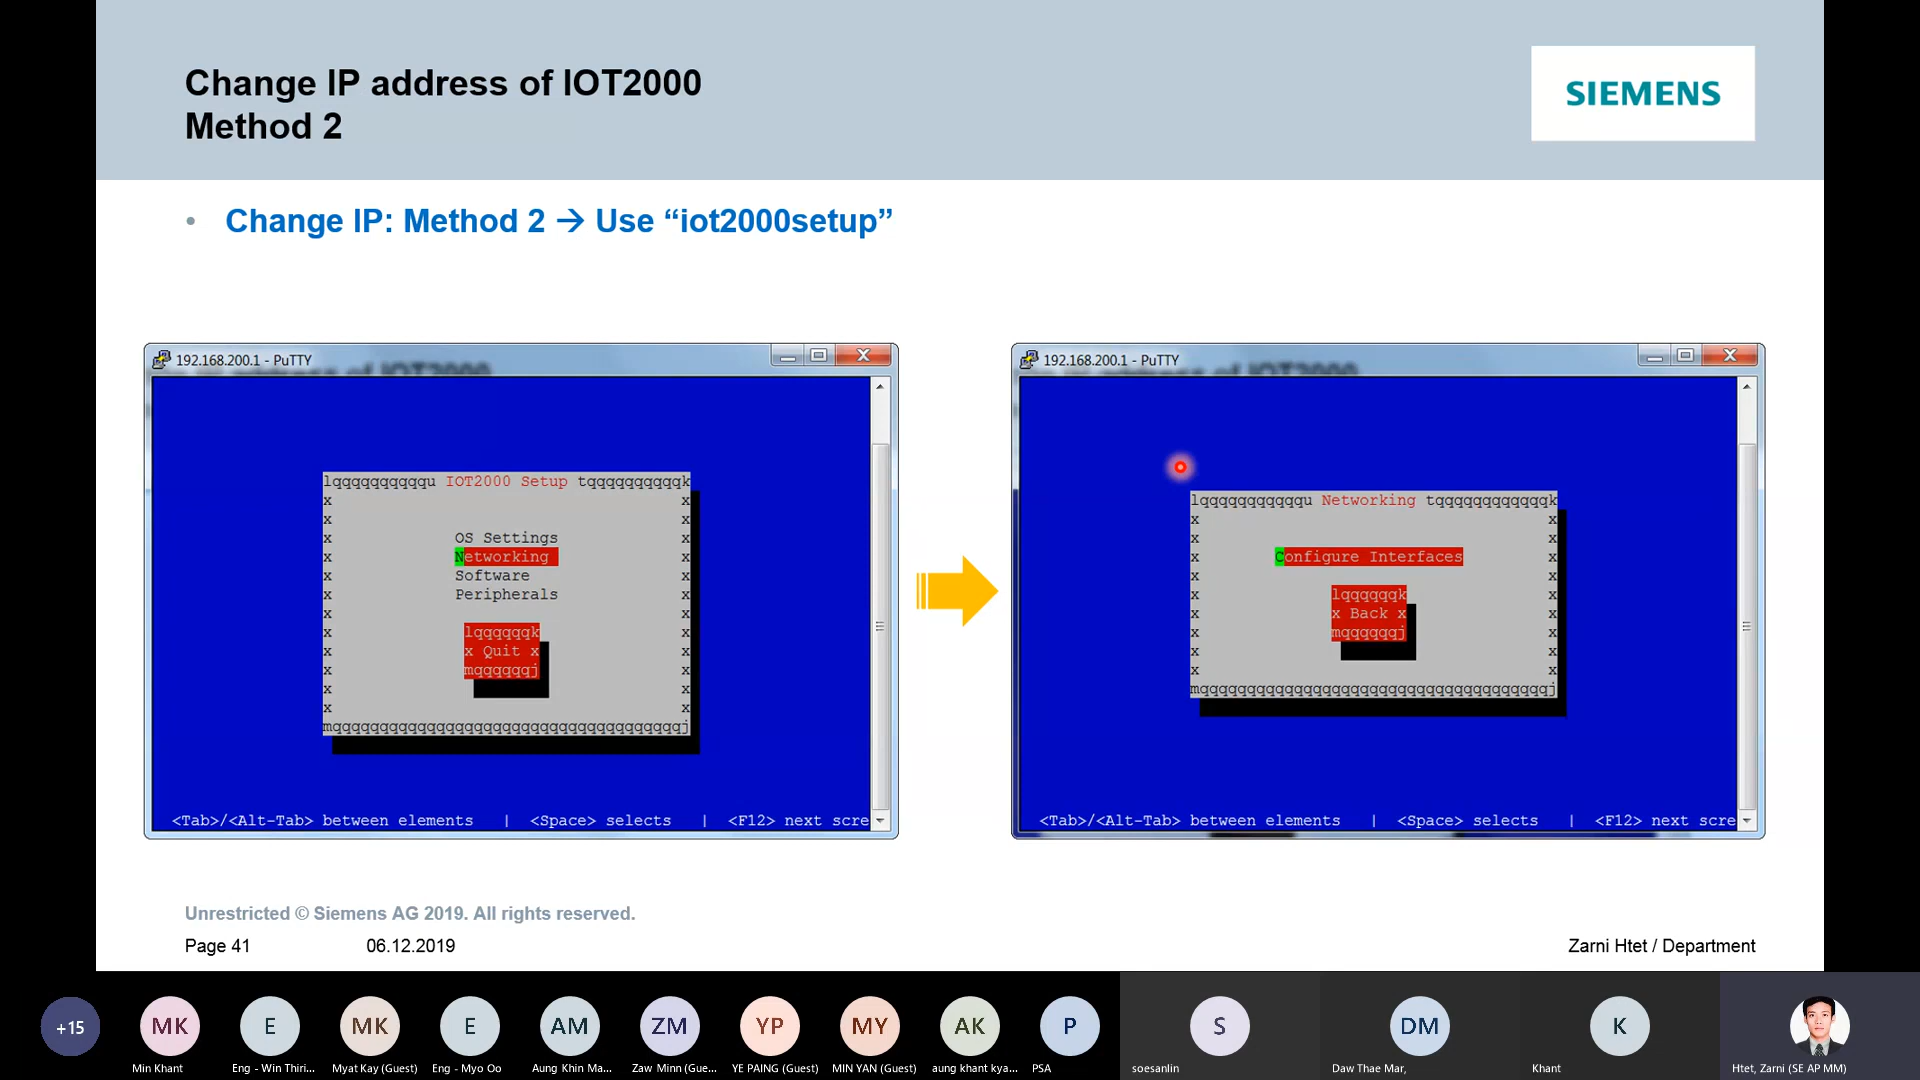 Change IP address of IOT2000
Method 2
SIEMENS
• Change IP: Method 2 → Use “iot2000setup”
192.168.200.1 - PuTTY
lqqqqqqqqqqu IOT2000 Setup tqqqqqqqqqqk
x x
x x
x OS Settings x
x Networking x
x Software x
x Peripherals x
x x
x lqqqqqqk x
x x Quit x x
x mqqqqqqj x
x x
x x
mqqqqqqqqqqqqqqqqqqqqqqqqqqqqqqqqqqqqqj
<Tab>/<Alt-Tab> between elements | <Space> selects | <F12> next scre
192.168.200.1 - PuTTY
lqqqqqqqqqqqu Networking tqqqqqqqqqqqqk
x x
x x
x Configure Interfaces x
x x
x lqqqqqqk x
x x Back x x
x mqqqqqqj x
x x
x x
mqqqqqqqqqqqqqqqqqqqqqqqqqqqqqqqqqqqqqj
<Tab>/<Alt-Tab> between elements | <Space> selects | <F12> next scre
Unrestricted © Siemens AG 2019. All rights reserved.
Page 41 06.12.2019 Zarni Htet / Department
+15 MK E MK E AM ZM YP MY AK P S DM K
Min Khant Eng - Win Thiri... Myat Kay (Guest) Eng - Myo Oo Aung Khin Ma... Zaw Minn (Gue... YE PAING (Guest) MIN YAN (Guest) aung khant kya... PSA soesanlin Daw Thae Mar, Khant Htet, Zarni (SE AP MM)